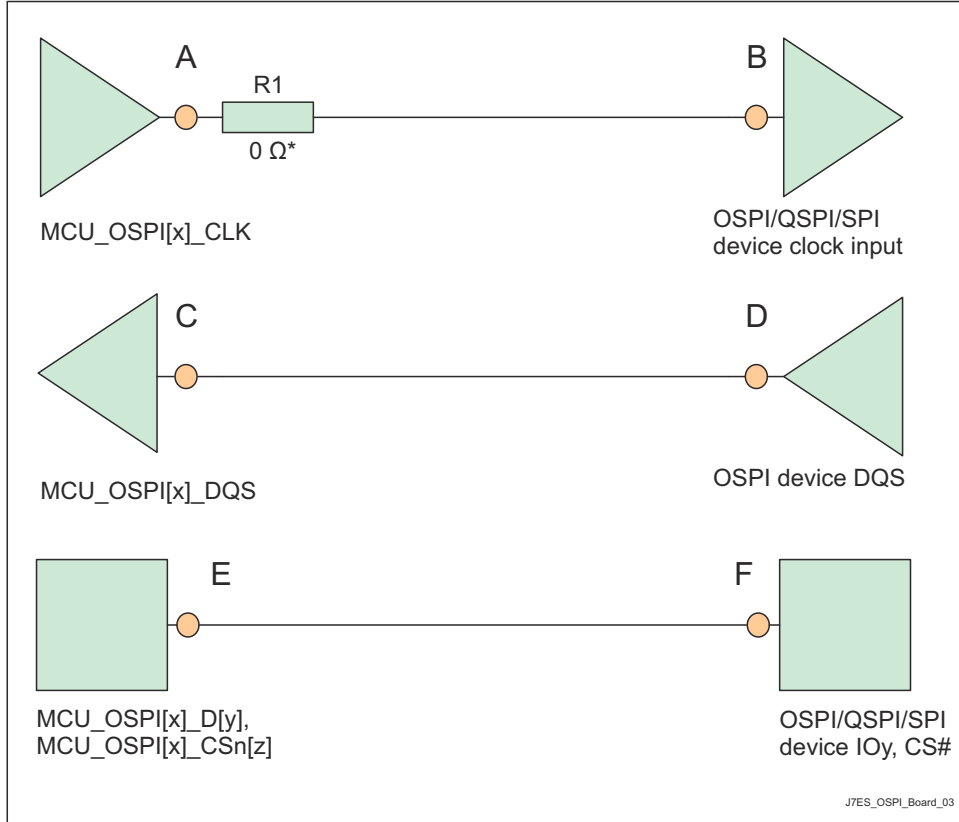 A
B
R1
0 Ω*
MCU_OSPI[x]_CLK
OSPI/QSPI/SPI
device clock input
C
D
MCU_OSPI[x]_DQS
OSPI device DQS
E
F
MCU_OSPI[x]_D[y],
MCU_OSPI[x]_CSn[z]
OSPI/QSPI/SPI
device IOy, CS#
J7ES_OSPI_Board_03